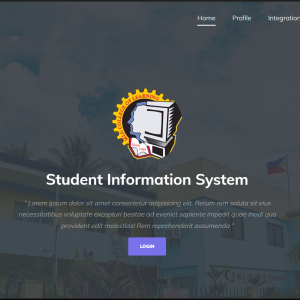 Home Profile Integration
Student Information System
" Lorem ipsum dolor sit amet consectetur adipisicing elit. Rerum rem soluta sit eius
necessitatibus voluptate excepturi beatae ad eveniet sapiente impedit quae modi quo
provident odit molestias! Rem reprehenderit assumenda "
LOGIN